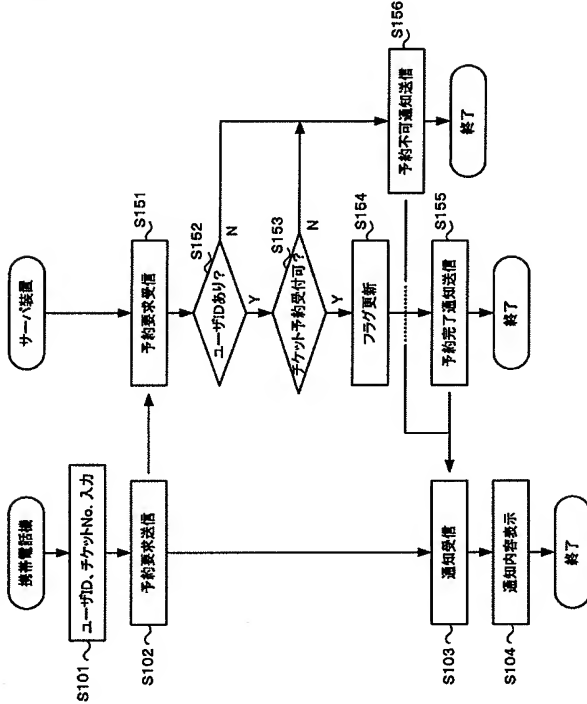 携帯電話機
S101
ユーザID、チケットNo. 入力
S102
予約要求送信
S103
通知受信
S104
通知内容表示
終了
サーバ装置
S151
予約要求受信
S152
ユーザIDあり?
N
Y
S153
チケット予約受付可?
N
Y
S154
フラグ更新
S155
予約完了通知送信
終了
S156
予約不可通知送信
終了